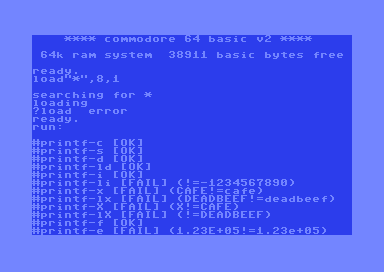 **** commodore 64 basic v2 ****
64k ram system  38911 basic bytes free
ready.
load"*",8,1
searching for *
loading
?load  error
ready.
run:
#printf-c [OK]
#printf-s [OK]
#printf-d [OK]
#printf-ld [OK]
#printf-i [OK]
#printf-li [FAIL] (!=-1234567890)
#printf-x [FAIL] (CAFE!=cafe)
#printf-lx [FAIL] (DEADBEEF!=deadbeef)
#printf-X [FAIL] (X!=CAFE)
#printf-lX [FAIL] (!=DEADBEEF)
#printf-f [OK]
#printf-e [FAIL] (1.23E+05!=1.23e+05)